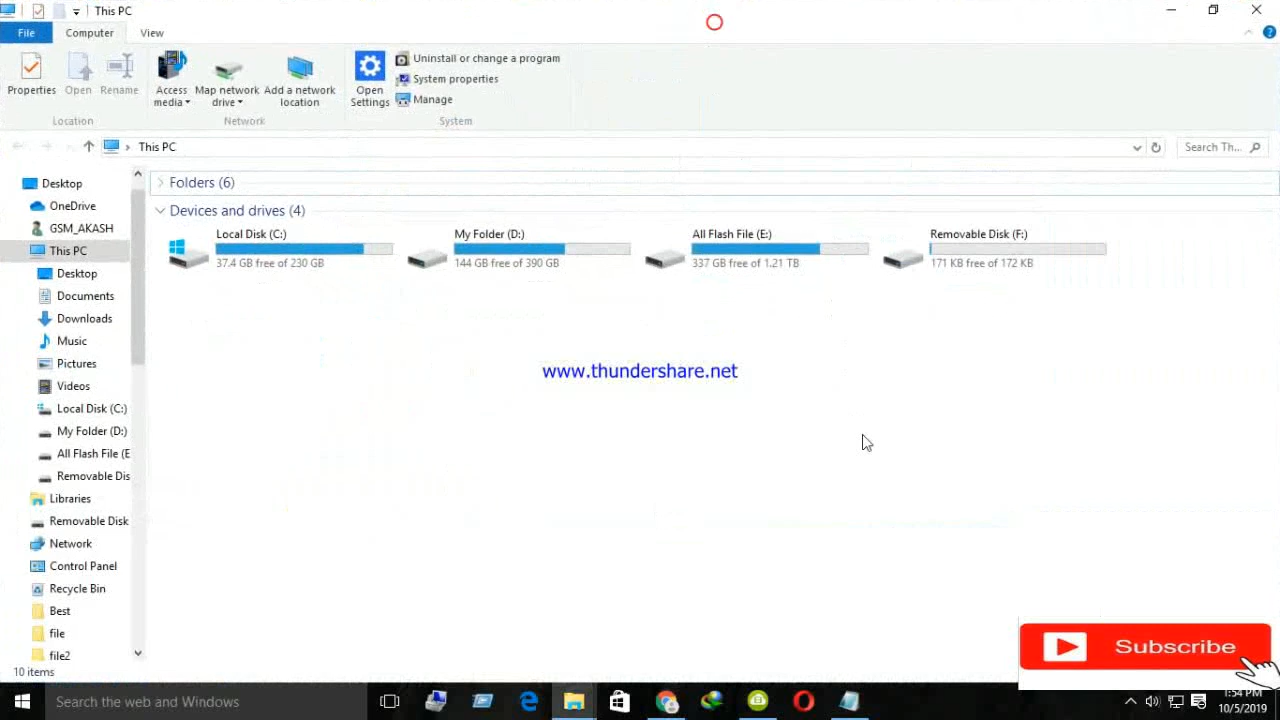 This PC
File Computer View
Properties Open Rename Access media Map network drive Add a network location Open Settings Uninstall or change a program
System properties
Manage
Location Network System
This PC Search Th...
Desktop
OneDrive
GSM_AKASH
This PC
Desktop
Documents
Downloads
Music
Pictures
Videos
Local Disk (C:)
My Folder (D:)
All Flash File (E
Removable Dis
Libraries
Removable Disk
Network
Control Panel
Recycle Bin
Best
file
file2
Folders (6)
Devices and drives (4)
Local Disk (C:)
37.4 GB free of 230 GB
My Folder (D:)
144 GB free of 390 GB
All Flash File (E:)
337 GB free of 1.21 TB
Removable Disk (F:)
171 KB free of 172 KB
www.thundershare.net
Subscribe
10 items
Search the web and Windows
1:54 PM
10/5/2019